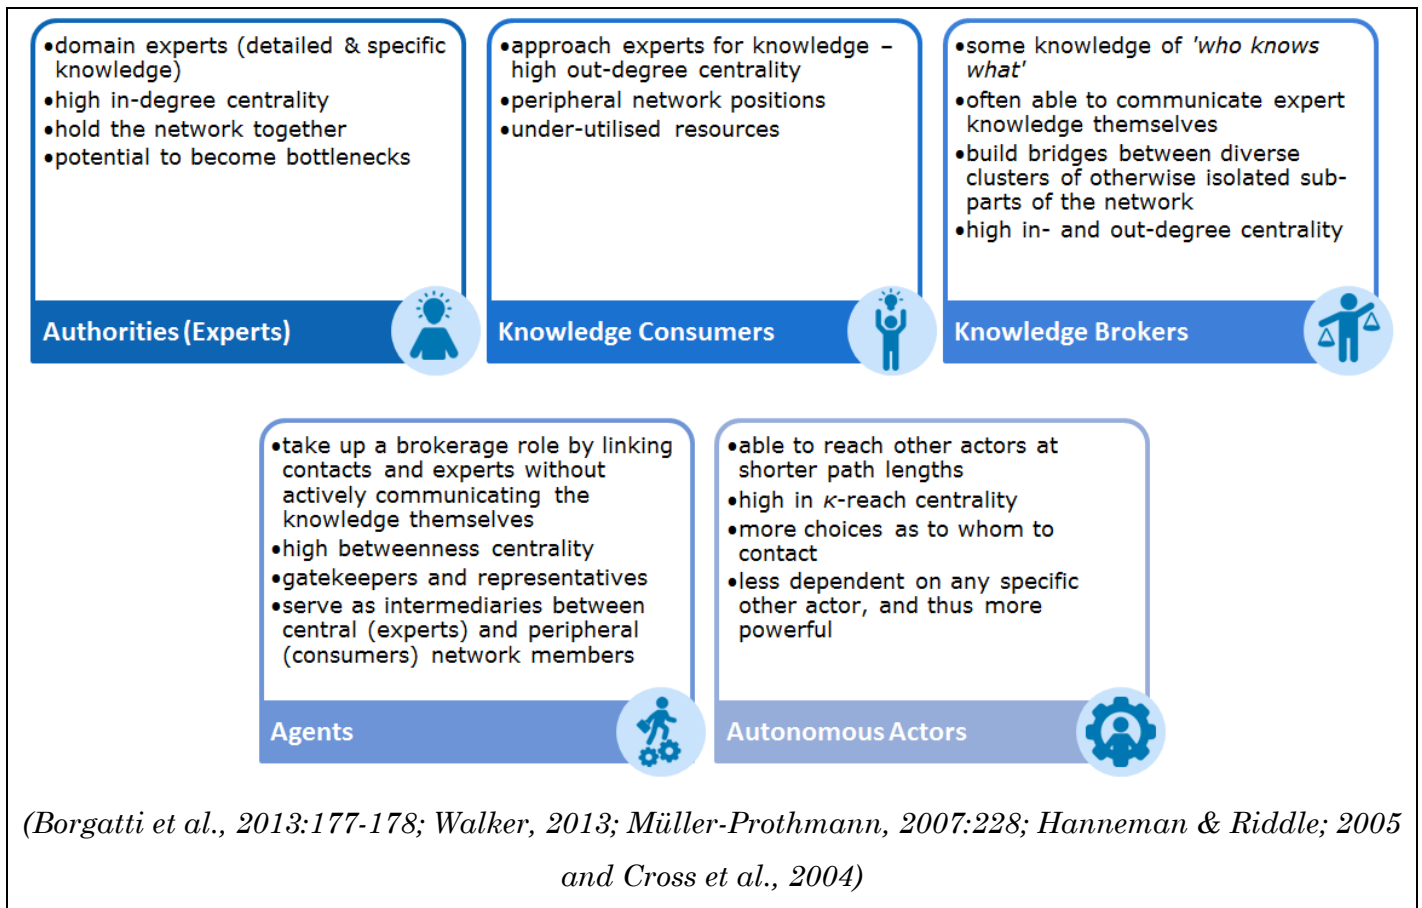 •domain experts (detailed & specific
knowledge)
•high in-degree centrality
•hold the network together
•potential to become bottlenecks
Authorities (Experts)
•approach experts for knowledge –
high out-degree centrality
•peripheral network positions
•under-utilised resources
Knowledge Consumers
•some knowledge of 'who knows
what'
•often able to communicate expert
knowledge themselves
•build bridges between diverse
clusters of otherwise isolated sub-
parts of the network
•high in- and out-degree centrality
Knowledge Brokers
•take up a brokerage role by linking
contacts and experts without
actively communicating the
knowledge themselves
•high betweenness centrality
•gatekeepers and representatives
•serve as intermediaries between
central (experts) and peripheral
(consumers) network members
Agents
•able to reach other actors at
shorter path lengths
•high in κ-reach centrality
•more choices as to whom to
contact
•less dependent on any specific
other actor, and thus more
powerful
Autonomous Actors
(Borgatti et al., 2013:177-178; Walker, 2013; Müller-Prothmann, 2007:228; Hanneman & Riddle; 2005
and Cross et al., 2004)